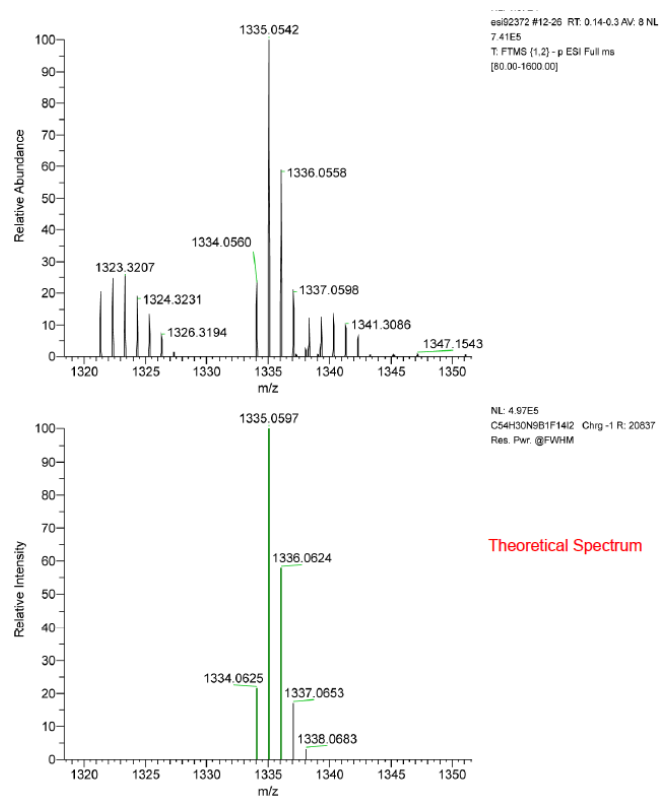 esi92372 #12-26 RT: 0.14-0.3 AV: 8 NL
7.41E5
T: FTMS {1,2} - p ESI Full ms
[80.00-1600.00]
1335.0542
100
90
80
70
60
50
40
30
20
10
0
Relative Abundance
1336.0558
1334.0560
1323.3207
1324.3231
1326.3194
1337.0598
1341.3086
1347.1543
1320 1325 1330 1335 1340 1345 1350
m/z
NL: 4.97E5
C54H30N9B1F14I2 Chrg -1 R: 20837
Res. Pwr. @FWHM
Theoretical Spectrum
1335.0597
100
90
80
70
60
50
40
30
20
10
0
Relative Intensity
1336.0624
1334.0625
1337.0653
1338.0683
1320 1325 1330 1335 1340 1345 1350
m/z